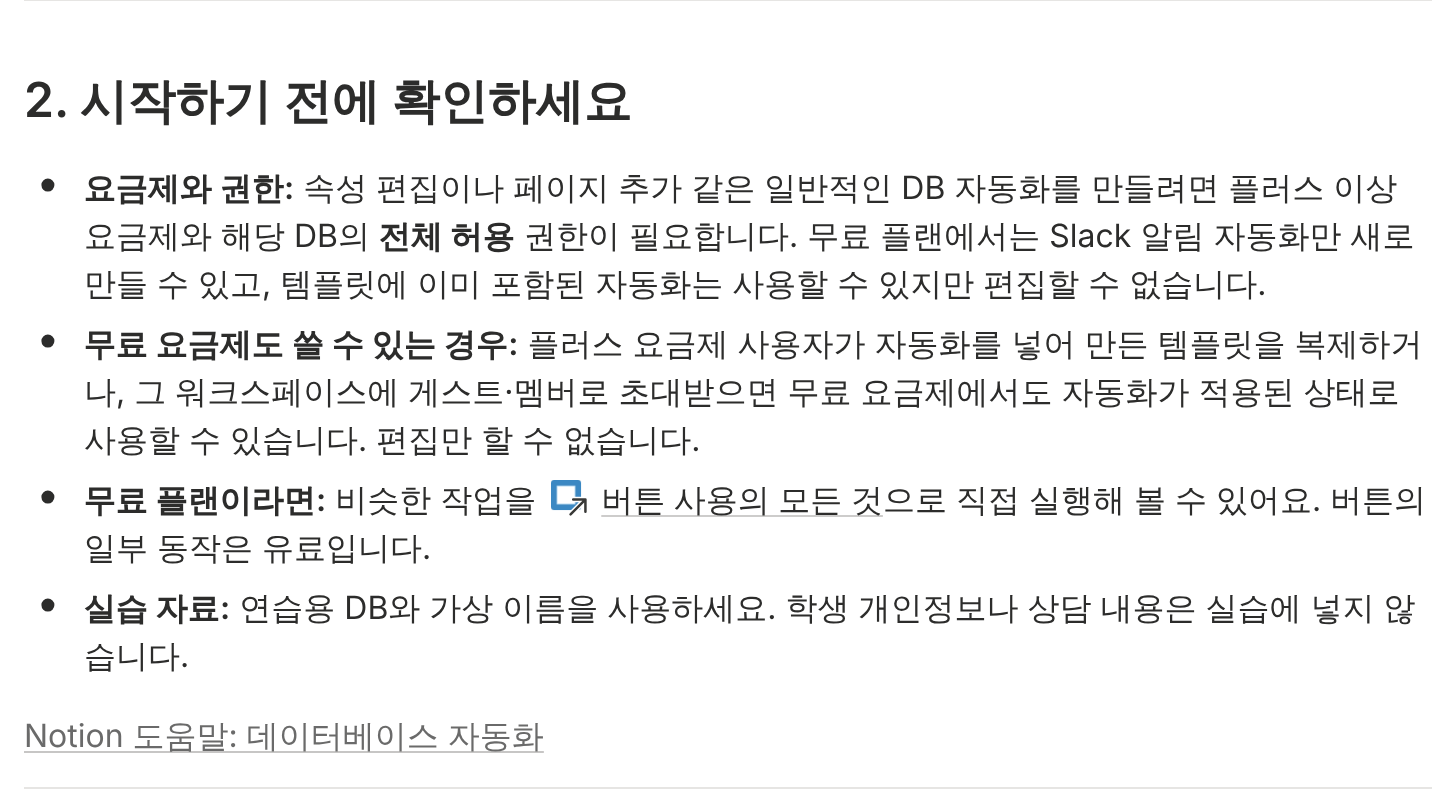 2. 시작하기 전에 확인하세요
• 요금제와 권한: 속성 편집이나 페이지 추가 같은 일반적인 DB 자동화를 만들려면 플러스 이상
요금제와 해당 DB의 전체 허용 권한이 필요합니다. 무료 플랜에서는 Slack 알림 자동화만 새로
만들 수 있고, 템플릿에 이미 포함된 자동화는 사용할 수 있지만 편집할 수 없습니다.
• 무료 요금제도 쓸 수 있는 경우: 플러스 요금제 사용자가 자동화를 넣어 만든 템플릿을 복제하거
나, 그 워크스페이스에 게스트·멤버로 초대받으면 무료 요금제에서도 자동화가 적용된 상태로
사용할 수 있습니다. 편집만 할 수 없습니다.
• 무료 플랜이라면: 비슷한 작업을 버튼 사용의 모든 것으로 직접 실행해 볼 수 있어요. 버튼의
일부 동작은 유료입니다.
• 실습 자료: 연습용 DB와 가상 이름을 사용하세요. 학생 개인정보나 상담 내용은 실습에 넣지 않
습니다.
Notion 도움말: 데이터베이스 자동화